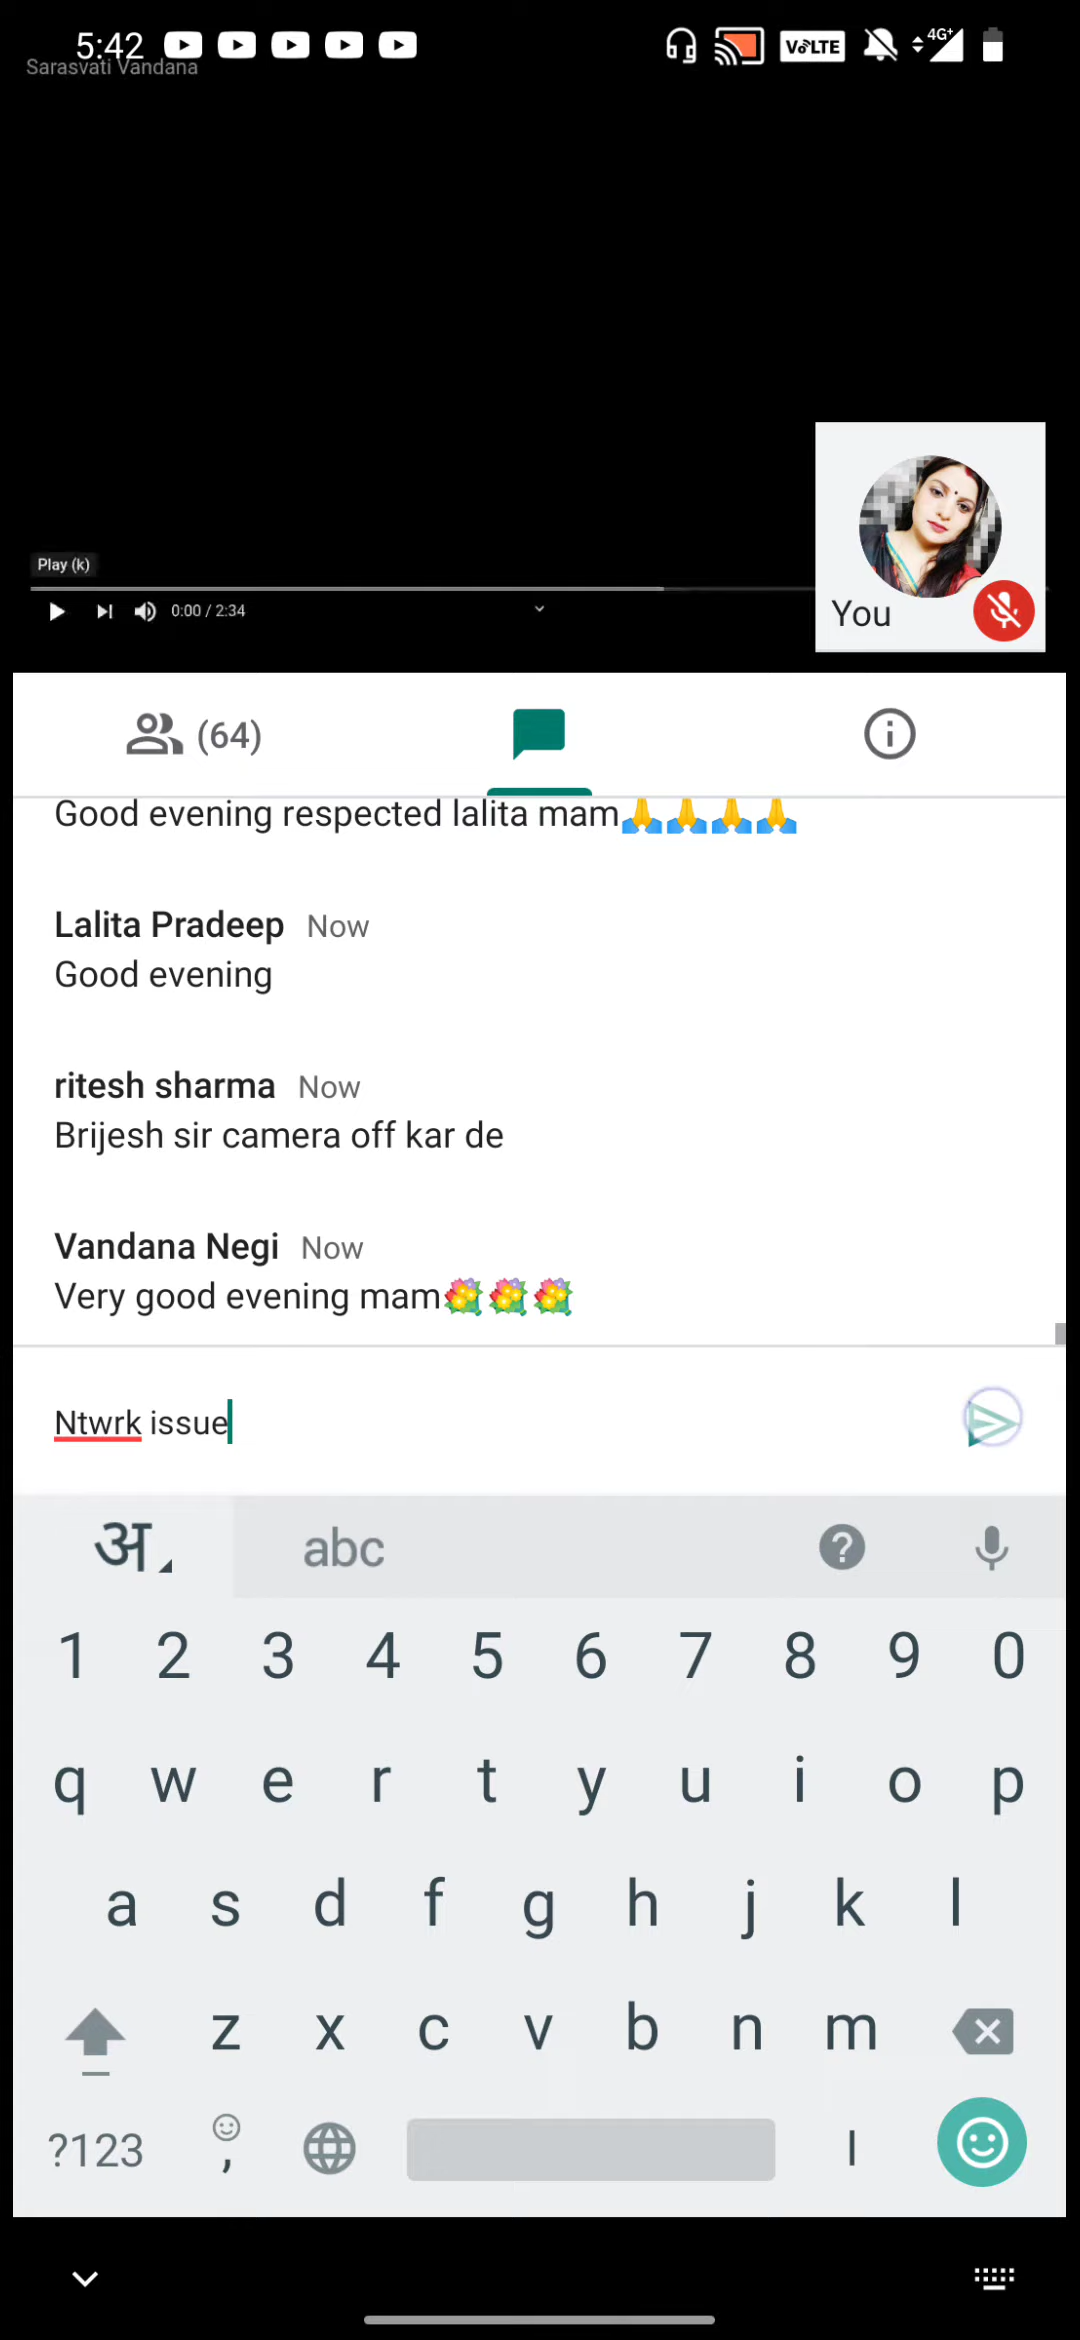 5:42
VoLTE
4G+
Sarasvati Vandana
Play (k)
0:00 / 2:34
You
(64)
Good evening respected lalita mam🙏🙏🙏🙏
Lalita Pradeep Now
Good evening
ritesh sharma Now
Brijesh sir camera off kar de
Vandana Negi Now
Very good evening mam💐💐💐
Ntwrk issue
अ abc
1 2 3 4 5 6 7 8 9 0
q w e r t y u i o p
a s d f g h j k l
z x c v b n m
?123 , ।